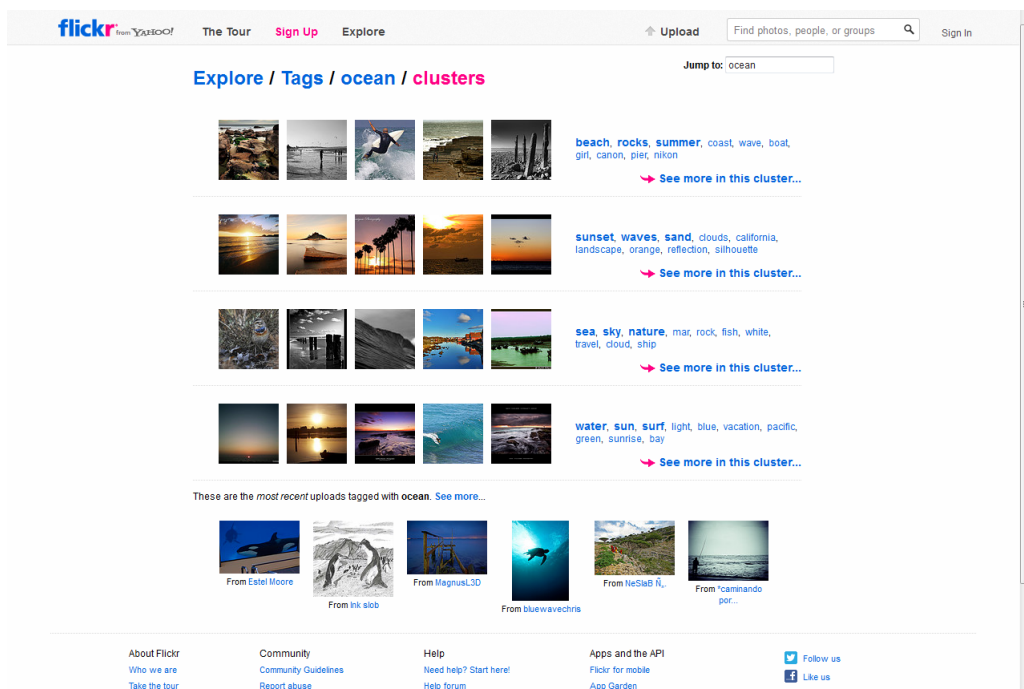 flickr from YAHOO! The Tour Sign Up Explore Upload Find photos, people, or groups Sign In
Jump to: ocean
Explore / Tags / ocean / clusters
beach, rocks, summer, coast, wave, boat,
girl, canon, pier, nikon
See more in this cluster...
sunset, waves, sand, clouds, california,
landscape, orange, reflection, silhouette
See more in this cluster...
sea, sky, nature, mar, rock, fish, white,
travel, cloud, ship
See more in this cluster...
water, sun, surf, light, blue, vacation, pacific,
green, sunrise, bay
See more in this cluster...
These are the most recent uploads tagged with ocean. See more...
From Estel Moore
From Ink slob
From MagnusL3D
From bluewavechris
From NeSlaB Ñ„.
From *caminando
por...
About Flickr Community Help Apps and the API
Who we are Community Guidelines Need help? Start here! Flickr for mobile Follow us
Take the tour Report abuse Help forum App Garden Like us